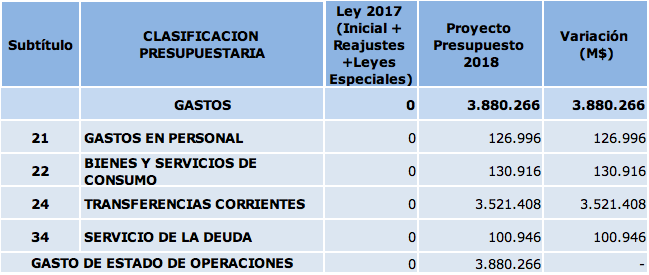 Subtítulo CLASIFICACION PRESUPUESTARIA Ley 2017 (Inicial + Reajustes +Leyes Especiales) Proyecto Presupuesto 2018 Variación (M$)
GASTOS 0 3.880.266 3.880.266
21 GASTOS EN PERSONAL 0 126.996 126.996
22 BIENES Y SERVICIOS DE CONSUMO 0 130.916 130.916
24 TRANSFERENCIAS CORRIENTES 0 3.521.408 3.521.408
34 SERVICIO DE LA DEUDA 0 100.946 100.946
GASTO DE ESTADO DE OPERACIONES 0 3.880.266 -